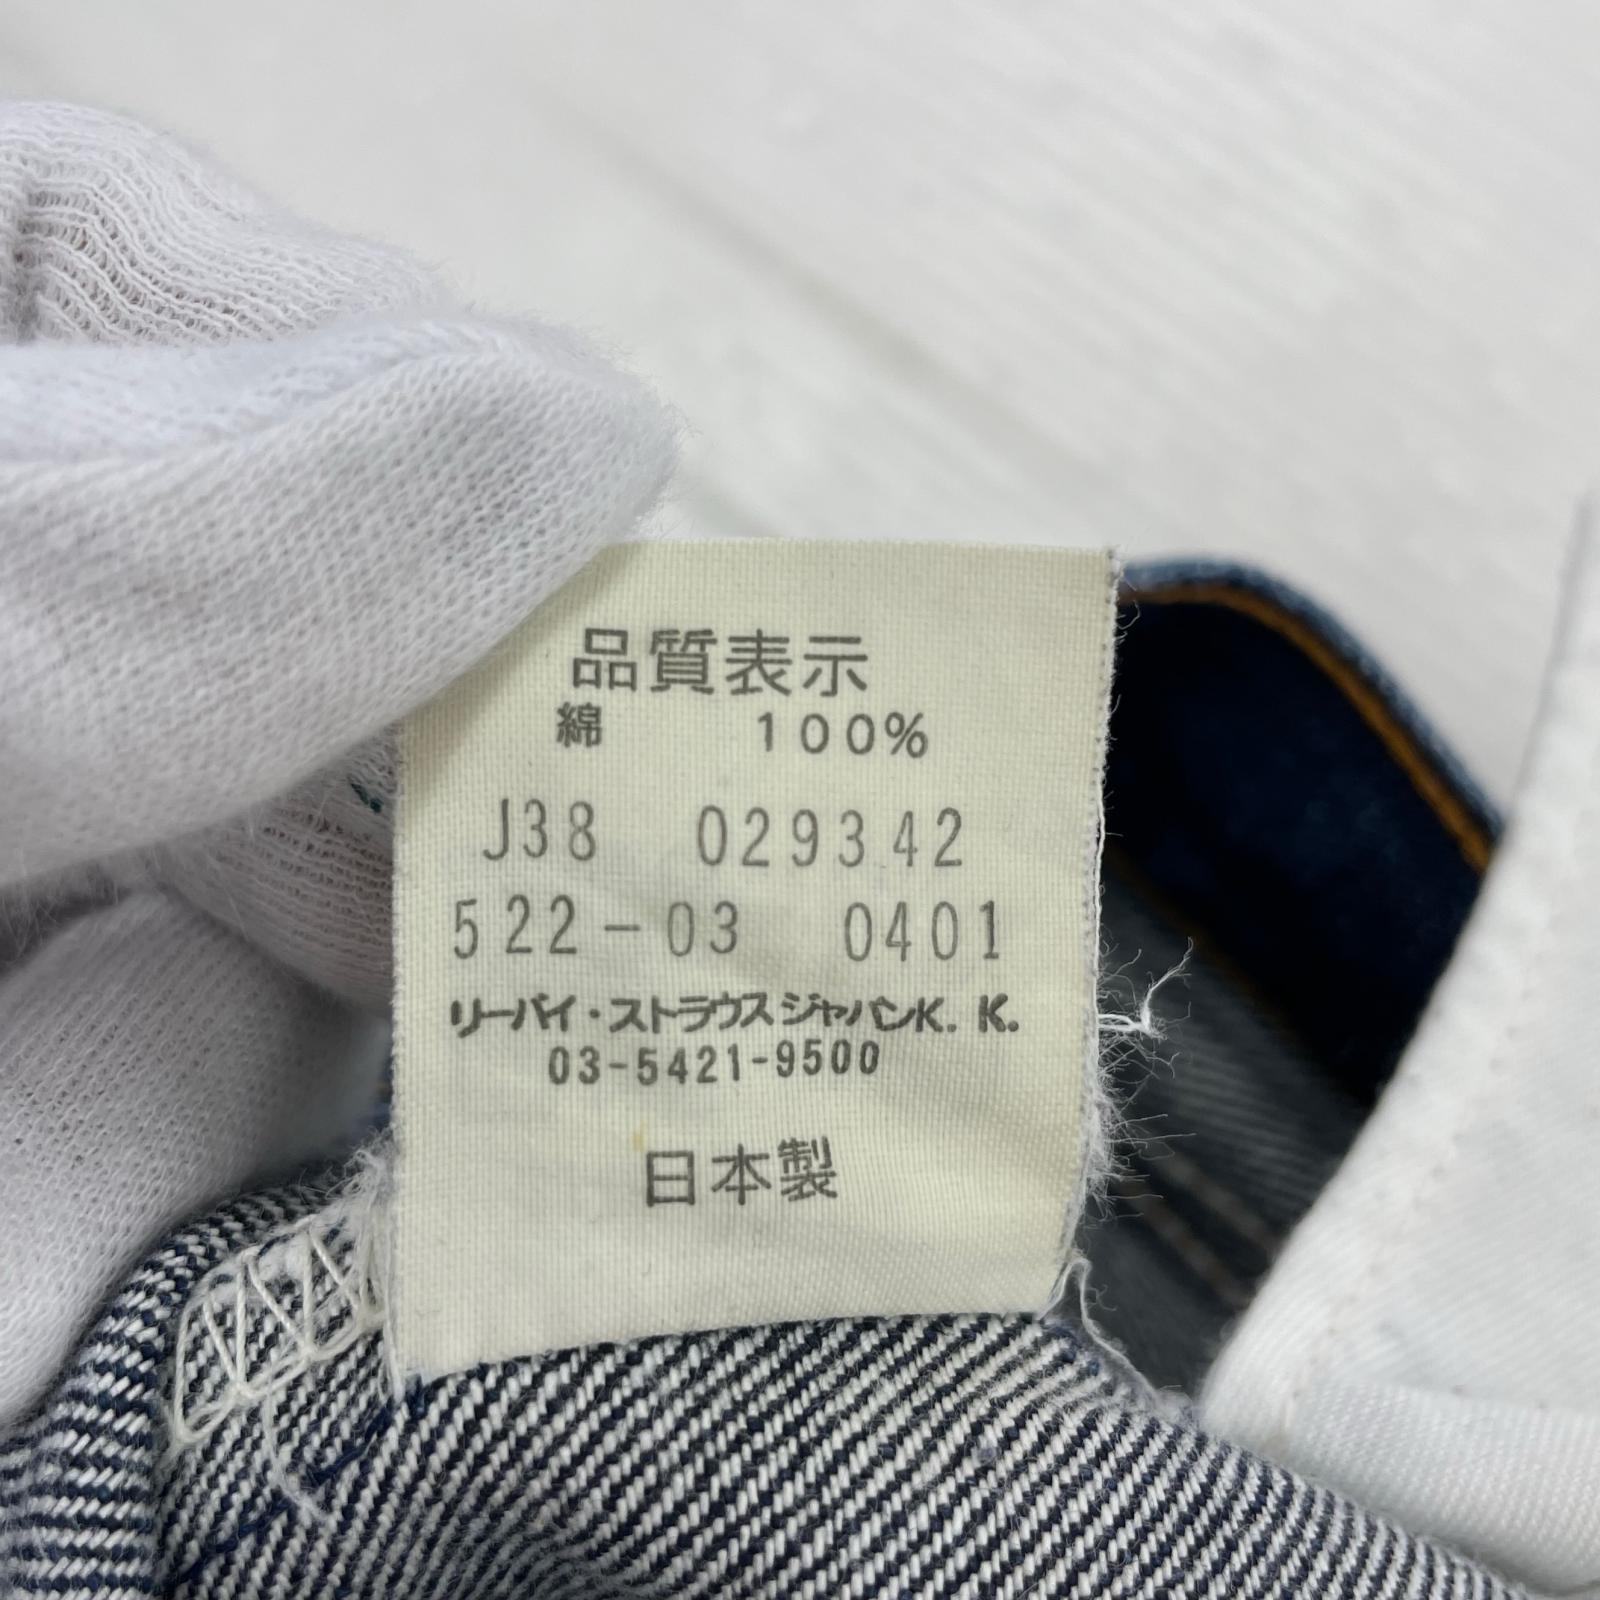 品質表示
綿 100%
J38 029342
522-03 0401
リーバイ・ストラウスジャパンK.K.
03-5421-9500
日本製